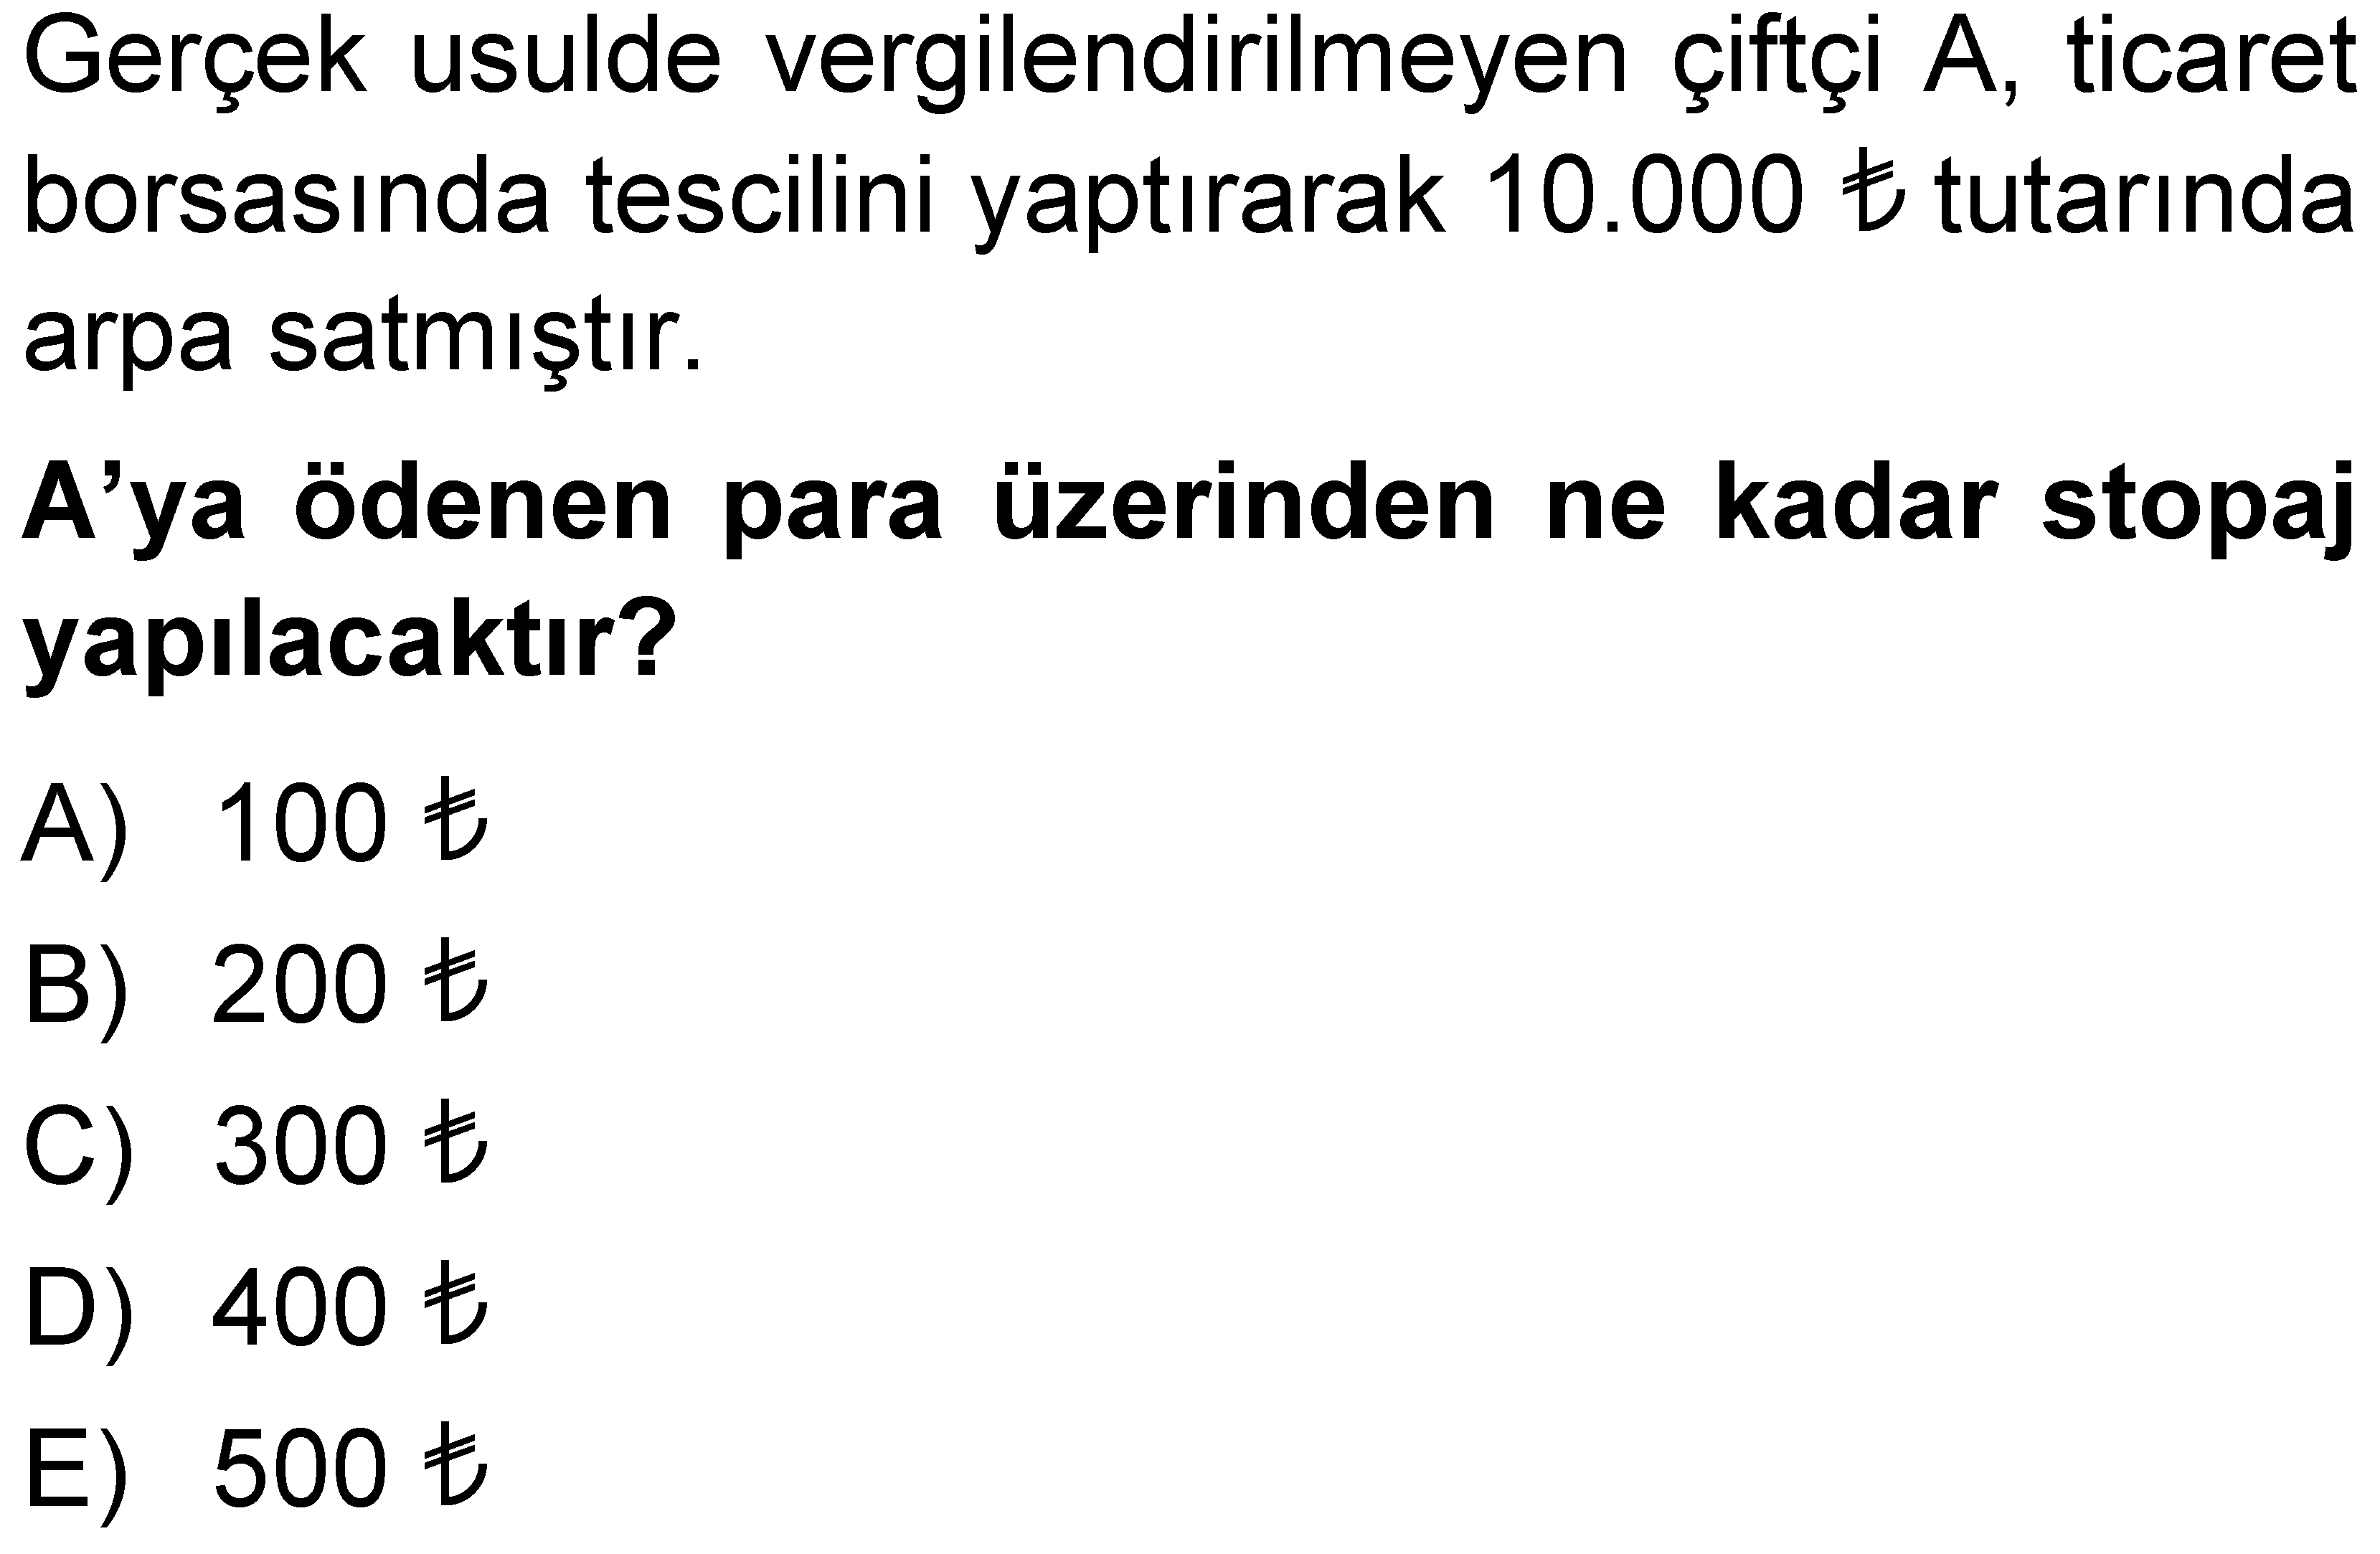 Gerçek usulde vergilendirilmeyen çiftçi A, ticaret
borsasında tescilini yaptırarak 10.000 ₺ tutarında
arpa satmıştır.
A’ya ödenen para üzerinden ne kadar stopaj
yapılacaktır?
A) 100 ₺
B) 200 ₺
C) 300 ₺
D) 400 ₺
E) 500 ₺